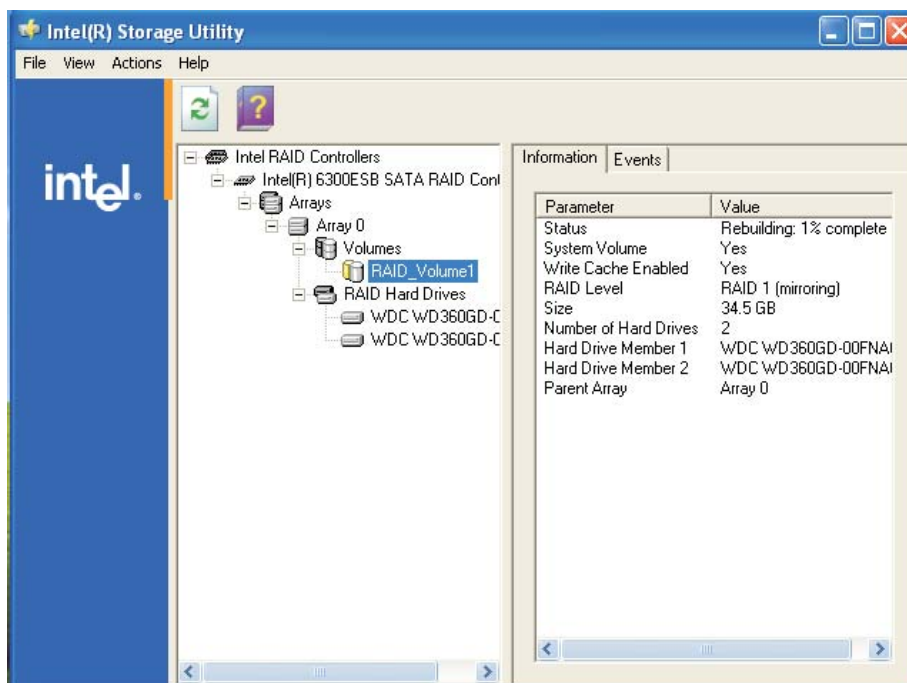 Intel(R) Storage Utility
File View Actions Help
intel.
Intel RAID Controllers
Intel(R) 6300ESB SATA RAID Con
Arrays
Array 0
Volumes
RAID_Volume1
RAID Hard Drives
WDC WD360GD-0
WDC WD360GD-0
Information Events
Parameter Value
Status Rebuilding: 1% complete
System Volume Yes
Write Cache Enabled Yes
RAID Level RAID 1 (mirroring)
Size 34.5 GB
Number of Hard Drives 2
Hard Drive Member 1 WDC WD360GD-00FNA
Hard Drive Member 2 WDC WD360GD-00FNA
Parent Array Array 0